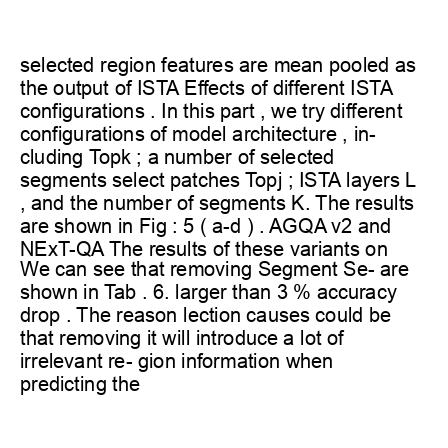 selected region features are mean pooled as
the output of ISTA Effects of different ISTA
configurations . In this part , we try different
configurations of model architecture , in-
cluding Topk ; a number of selected
segments select patches Topj ; ISTA layers L
, and the number of segments K. The results
are shown in Fig : 5 ( a-d ) . AGQA v2 and
NExT-QA The results of these variants on
We can see that removing Segment Se- are
shown in Tab . 6. larger than 3 % accuracy
drop . The reason lection causes could be
that removing it will introduce a lot of
irrelevant re- gion information when
predicting the